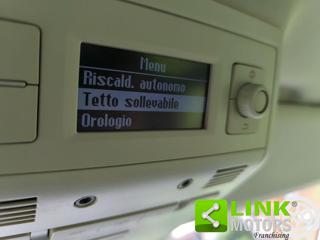 Menu
Riscald. autonomo
Tetto sollevabile
Orologio
LINK
MOTORS
Franchising